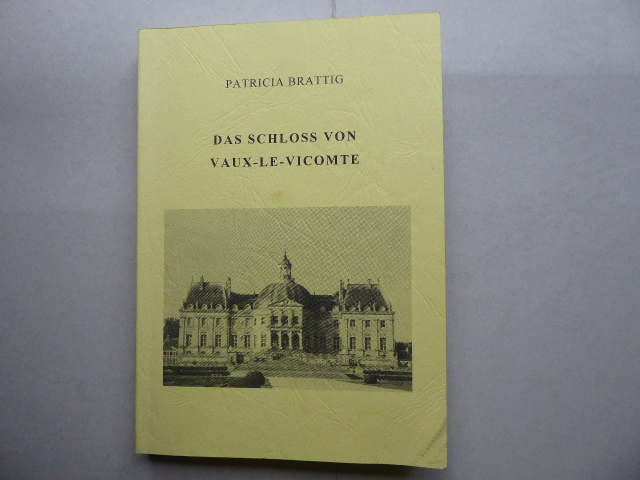 PATRICIA BRATTIG
DAS SCHLOSS VON
VAUX-LE-VICOMTE